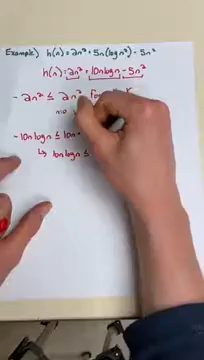 Example) h(n) = 2n² + 5n(log n²) - 5n²
h(n) = 2n² + 10n log n - 5n²
- 2n² ≤ 2n²
- 10n log n ≤ 10n
↳ 10n log n ≤